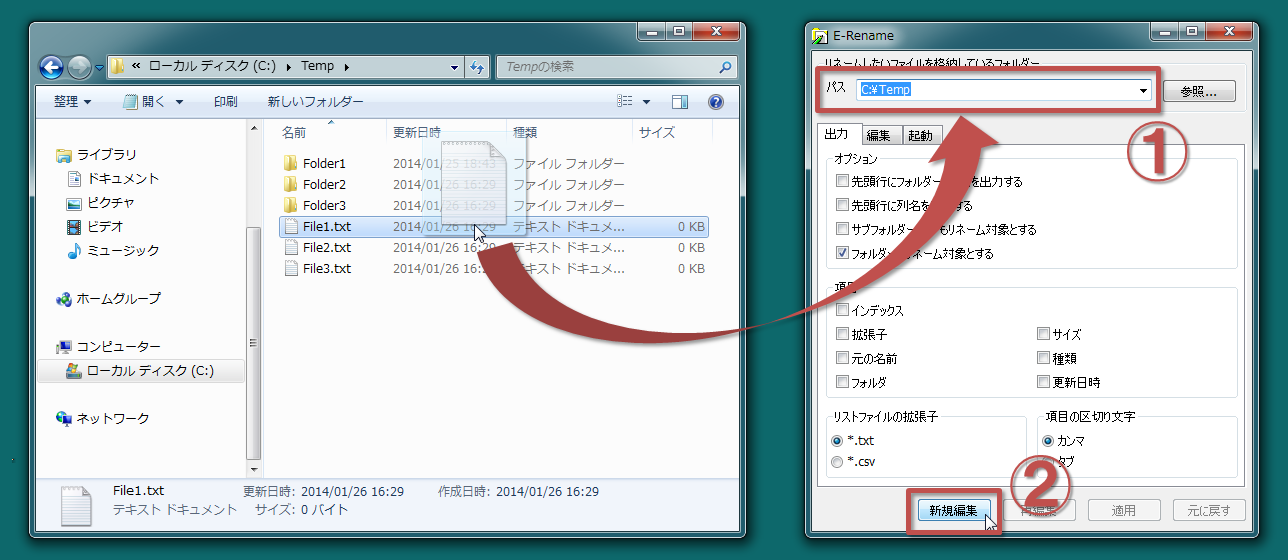 « ローカル ディスク (C:) ▸ Temp ▸
Tempの検索
整理 ▼ 開く ▼ 印刷 新しいフォルダー
名前 更新日時 種類 サイズ
ライブラリ
ドキュメント
ピクチャ
ビデオ
ミュージック
ホームグループ
コンピューター
ローカル ディスク (C:)
ネットワーク
Folder1 2014/01/25 18:43 ファイル フォルダー
Folder2 2014/01/26 16:29 ファイル フォルダー
Folder3 2014/01/26 16:29 ファイル フォルダー
File1.txt 2014/01/26 16:29 テキスト ドキュメ... 0 KB
File2.txt 2014/01/26 16:29 テキスト ドキュメ... 0 KB
File3.txt 2014/01/26 16:2 テキスト ドキュメ... 0 KB
File1.txt 更新日時: 2014/01/26 16:29 作成日時: 2014/01/26 16:29
テキスト ドキュメント サイズ: 0 バイト
E-Rename
リネームしたいファイルを格納しているフォルダー
パス C:¥Temp 参照...
①
出力 編集 起動
オプション
先頭行にフォルダー を出力する
先頭行に列名を する
サブフォルダー もリネーム対象とする
フォルダー ネーム対象とする
項目
インデックス
拡張子 サイズ
元の名前 種類
フォルダ 更新日時
リストファイルの拡張子 項目の区切り文字
*.txt カンマ
*.csv タブ
②
新規編集 再編集 適用 元に戻す